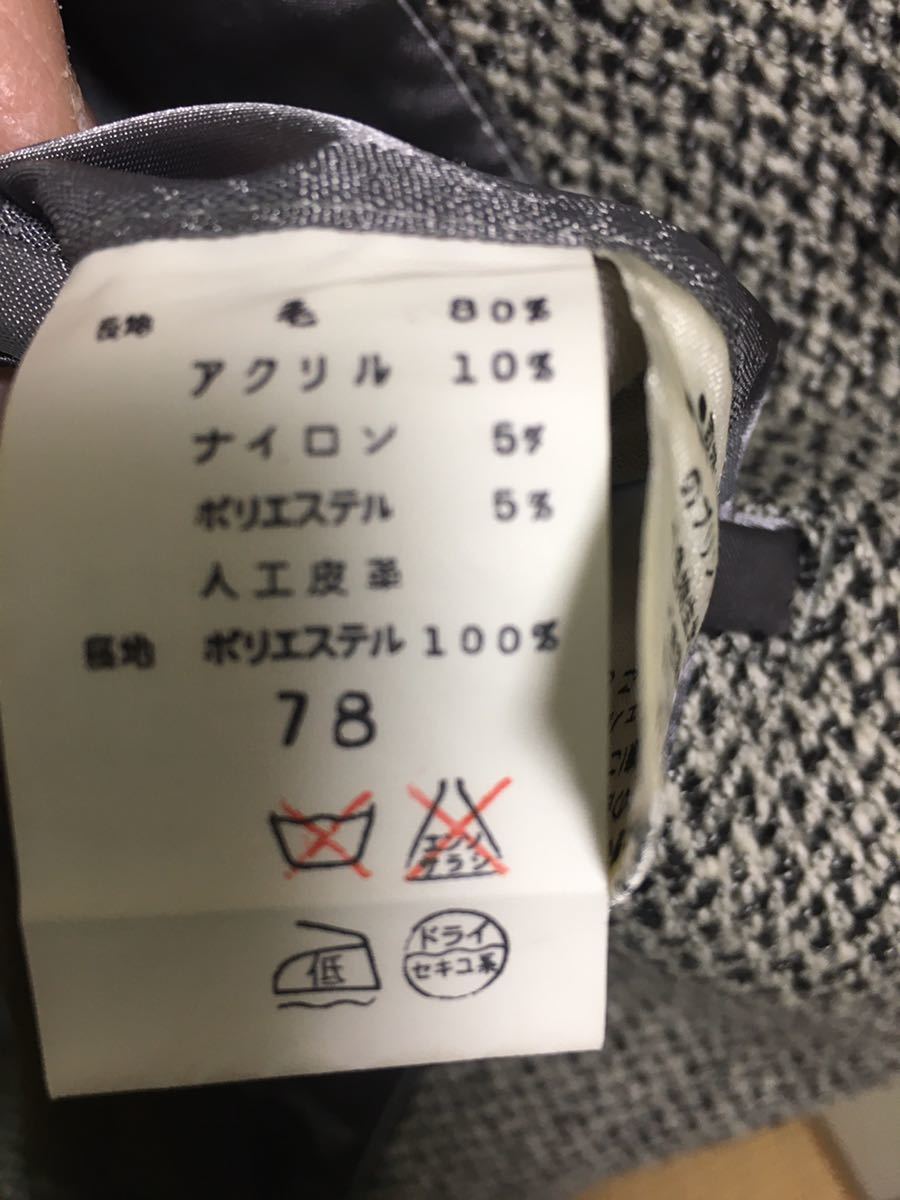 表地 毛 80%
アクリル 10%
ナイロン 5%
ポリエステル 5%
人工皮革
裏地 ポリエステル 100%
78
エンソ
サラシ
低
ドライ
セキユ系